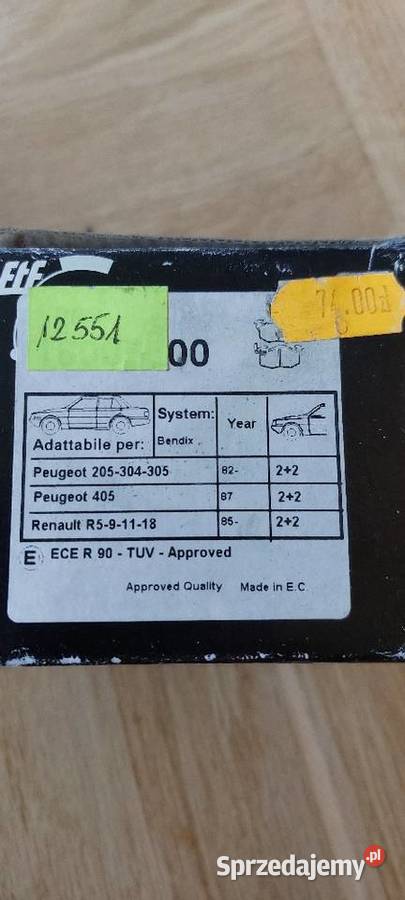 EtF
12551
74.00zł
00
Adattabile per:
System:
Bendix
Year
Peugeot 205-304-305 82- 2+2
Peugeot 405 87 2+2
Renault R5-9-11-18 85- 2+2
E ECE R 90 - TUV - Approved
Approved Quality Made in E.C.
Sprzedajemy.pl